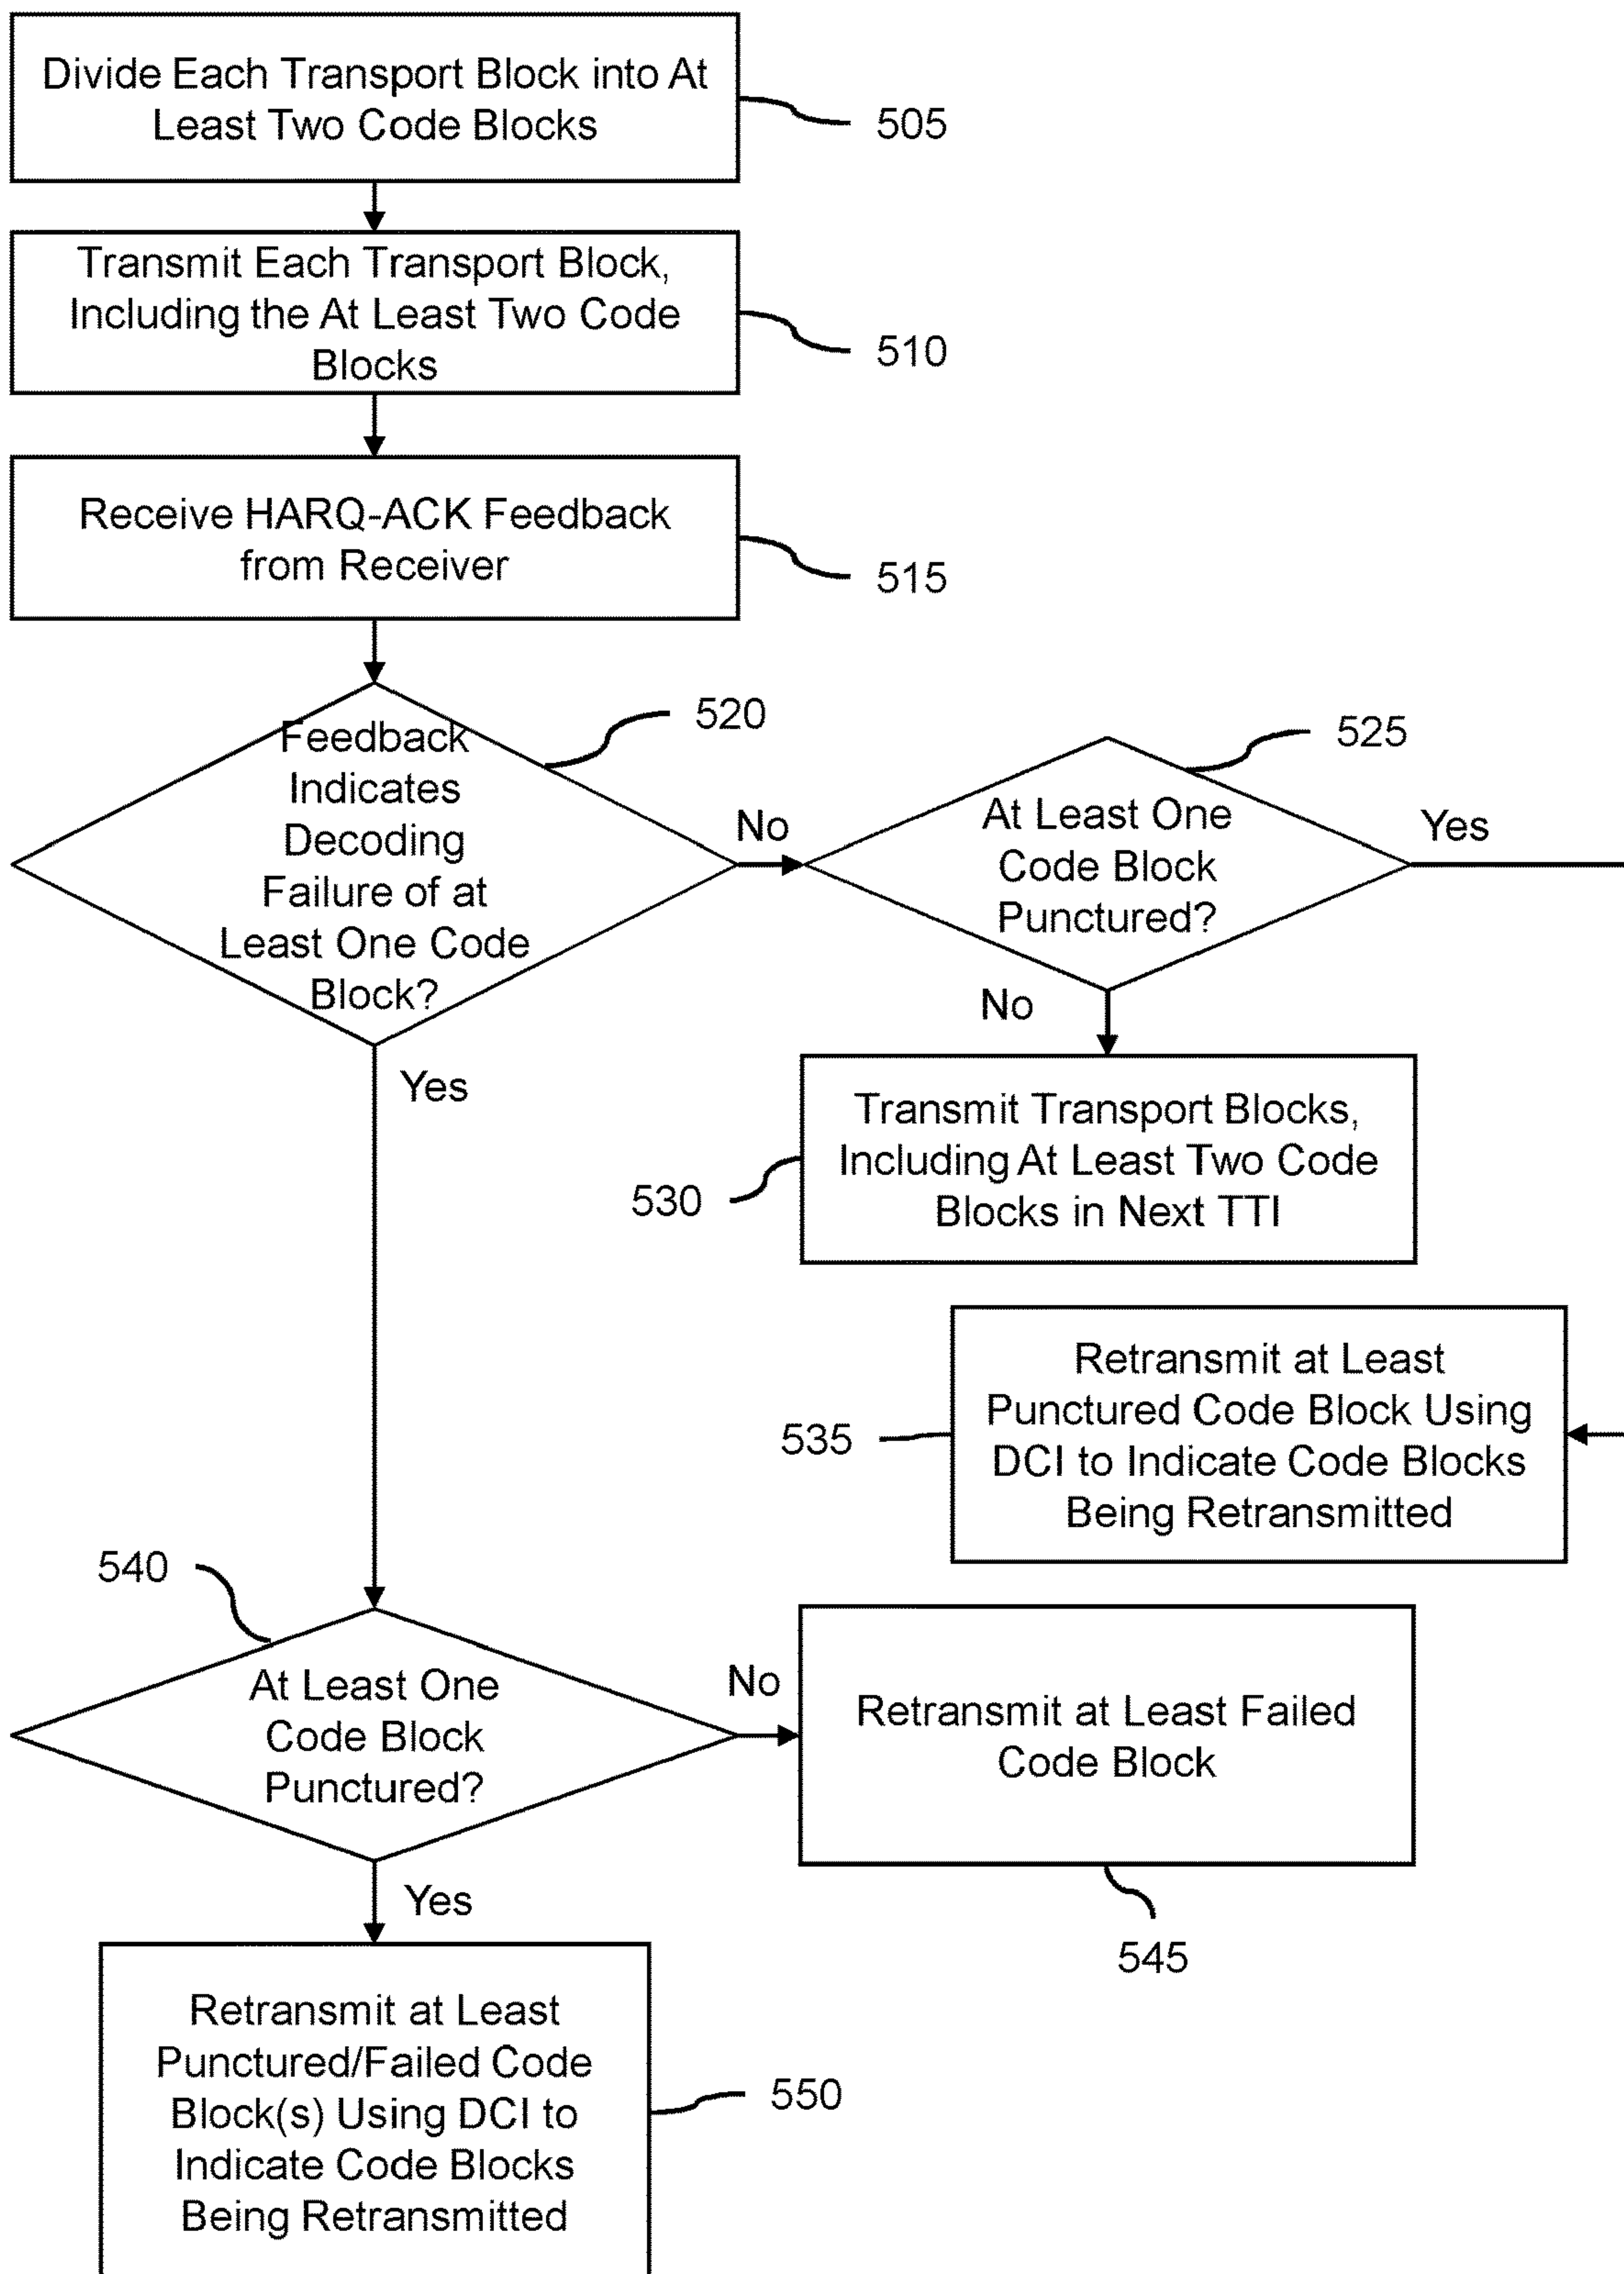 Divide Each Transport Block into At
Least Two Code Blocks
505
Transmit Each Transport Block,
Including the At Least Two Code
Blocks
510
Receive HARQ-ACK Feedback
from Receiver
515
Feedback
Indicates
Decoding
Failure of at
Least One Code
Block?
520
No
Yes
At Least One
Code Block
Punctured?
525
Yes
No
Transmit Transport Blocks,
Including At Least Two Code
Blocks in Next TTI
530
Retransmit at Least
Punctured Code Block Using
DCI to Indicate Code Blocks
Being Retransmitted
535
540
At Least One
Code Block
Punctured?
No
Yes
Retransmit at Least Failed
Code Block
545
Retransmit at Least
Punctured/Failed Code
Block(s) Using DCI to
Indicate Code Blocks
Being Retransmitted
550